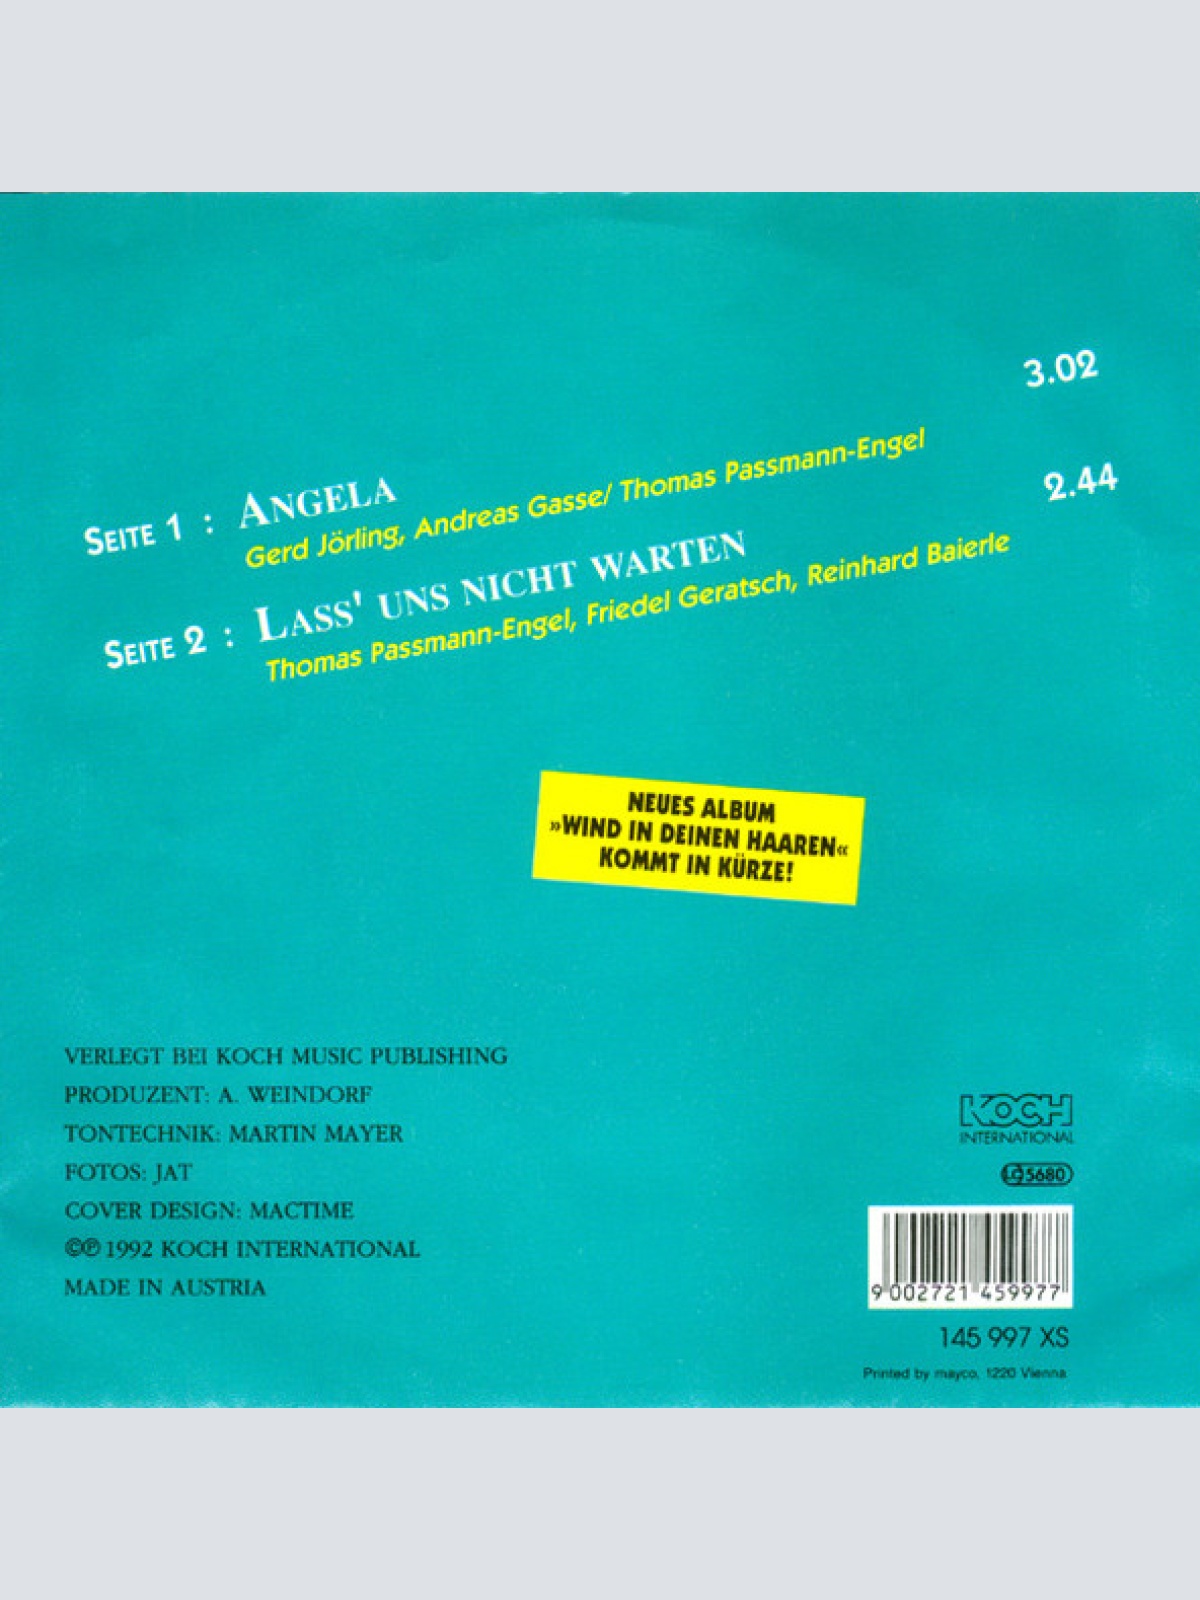 3.02
SEITE 1 : ANGELA
Gerd Jörling, Andreas Gasse/ Thomas Passmann-Engel
2.44
SEITE 2 : LASS' UNS NICHT WARTEN
Thomas Passmann-Engel, Friedel Geratsch, Reinhard Baierle
NEUES ALBUM
»WIND IN DEINEN HAAREN«
KOMMT IN KÜRZE!
VERLEGT BEI KOCH MUSIC PUBLISHING
PRODUZENT: A. WEINDORF
TONTECHNIK: MARTIN MAYER
FOTOS: JAT
COVER DESIGN: MACTIME
©℗ 1992 KOCH INTERNATIONAL
MADE IN AUSTRIA
KOCH
INTERNATIONAL
LC 5680
9 002721 459977
145 997 XS
Printed by mayco, 1220 Vienna